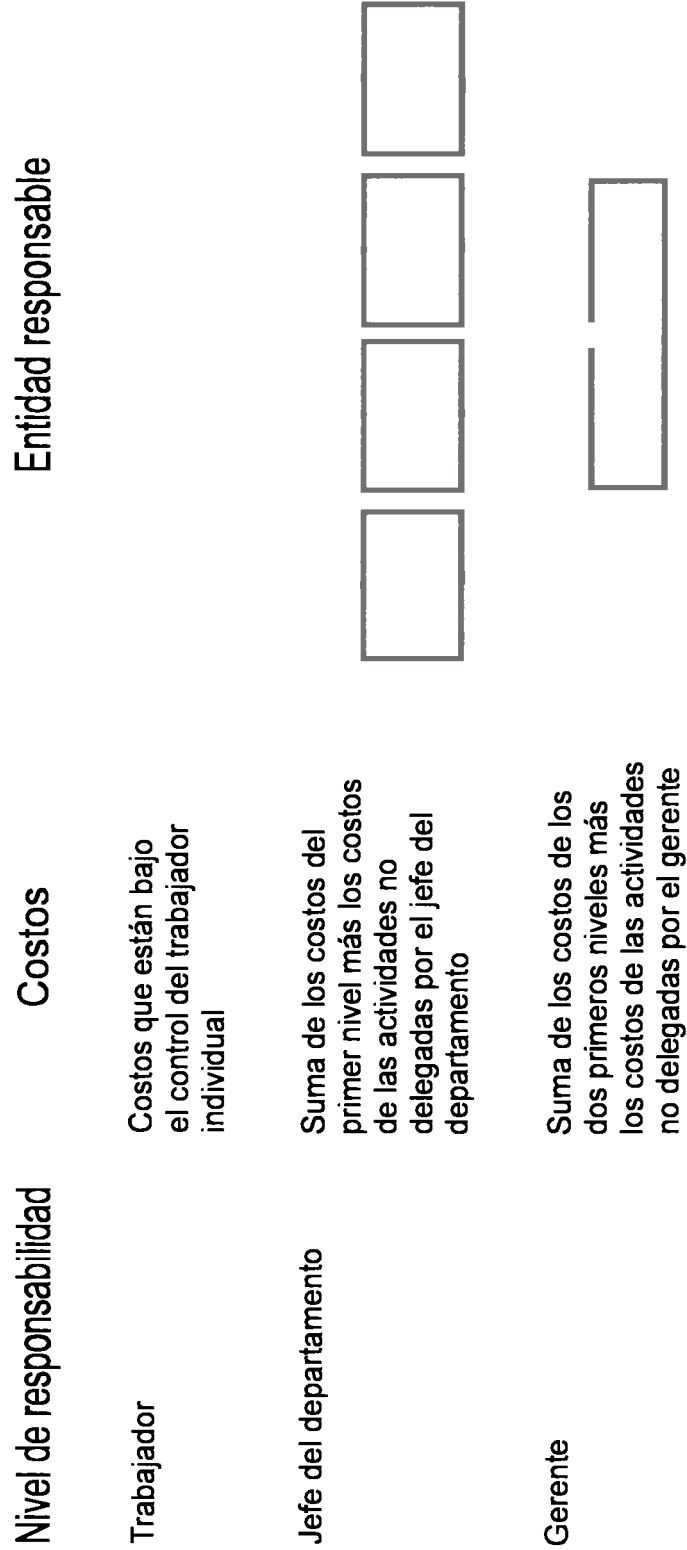 Nivel de responsabilidad
Costos
Entidad responsable
Trabajador
Costos que están bajo
el control del trabajador
individual
Jefe del departamento
Suma de los costos del
primer nivel más los costos
de las actividades no
delegadas por el jefe del
departamento
Gerente
Suma de los costos de los
dos primeros niveles más
los costos de las actividades
no delegadas por el gerente